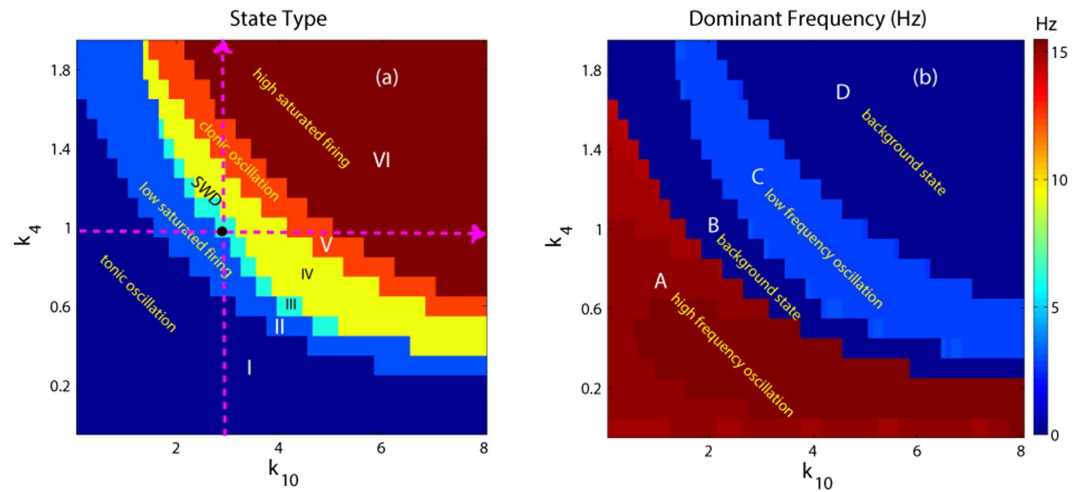 State Type
Dominant Frequency (Hz)
Hz
(a)
high saturated firing
VI
clonic oscillation
SWD
low saturated firing
V
IV
III
II
tonic oscillation
I
1.8
1.4
1
0.6
0.2
k4
2
4
6
8
k10
(b)
D
background state
C
low frequency oscillation
B
background state
A
high frequency oscillation
1.8
1.4
1
0.6
0.2
k4
2
4
6
8
k10
15
10
5
0